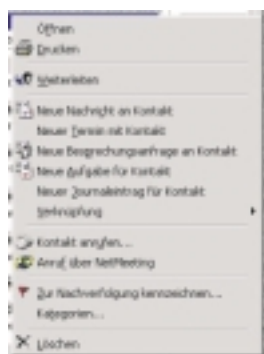 Öffnen
Drucken
Weiterleiten
Neue Nachricht an Kontakt
Neuer Termin mit Kontakt
Neue Besprechungsanfrage an Kontakt
Neue Aufgabe für Kontakt
Neuer Journaleintrag für Kontakt
Verknüpfung
Kontakt anrufen...
Anruf über NetMeeting
Zur Nachverfolgung kennzeichnen...
Kategorien...
Löschen